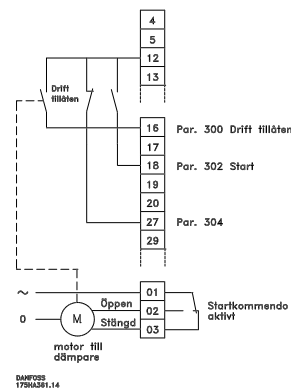 4
5
12
13
Drift
tillåten
16 Par. 300 Drift tillåten
17
18 Par. 302 Start
19
20
27 Par. 304
29
~ 01
Öppen 02 Startkommendo
aktivt
0 M Stängd 03
motor till
dämpare
DANFOSS
175HA381.14